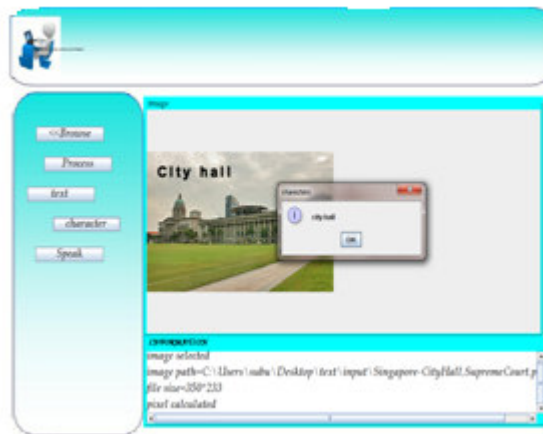 <<Browse
Process
text
character
Speak
image
City hall
characters
city hall
OK
image selected
image path=C:\Users\subu\Desktop\text\input\Singapore-CityHall,SupremeCourt.p
file size=350*233
pixel calculated